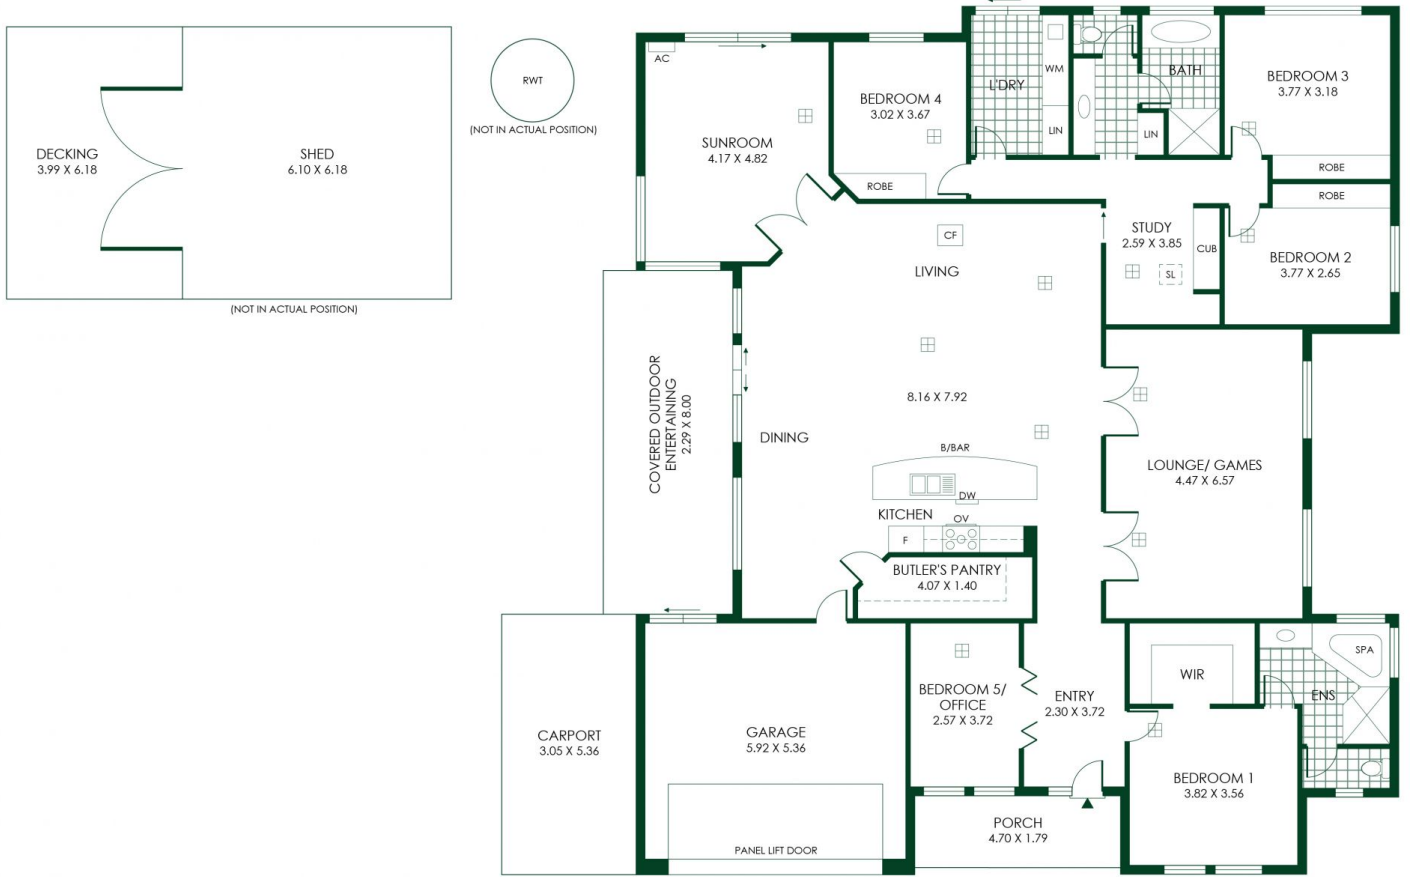 DECKING
3.99 X 6.18
SHED
6.10 X 6.18
(NOT IN ACTUAL POSITION)
RWT
(NOT IN ACTUAL POSITION)
AC
SUNROOM
4.17 X 4.82
BEDROOM 4
3.02 X 3.67
ROBE
L'DRY
WM
LIN
BATH
LIN
BEDROOM 3
3.77 X 3.18
ROBE
ROBE
BEDROOM 2
3.77 X 2.65
STUDY
2.59 X 3.85
CUB
SL
CF
LIVING
8.16 X 7.92
DINING
COVERED OUTDOOR
ENTERTAINING
2.29 X 8.00
B/BAR
DW
KITCHEN
OV
F
BUTLER'S PANTRY
4.07 X 1.40
LOUNGE/ GAMES
4.47 X 6.57
CARPORT
3.05 X 5.36
GARAGE
5.92 X 5.36
PANEL LIFT DOOR
BEDROOM 5/
OFFICE
2.57 X 3.72
ENTRY
2.30 X 3.72
WIR
SPA
ENS
BEDROOM 1
3.82 X 3.56
PORCH
4.70 X 1.79